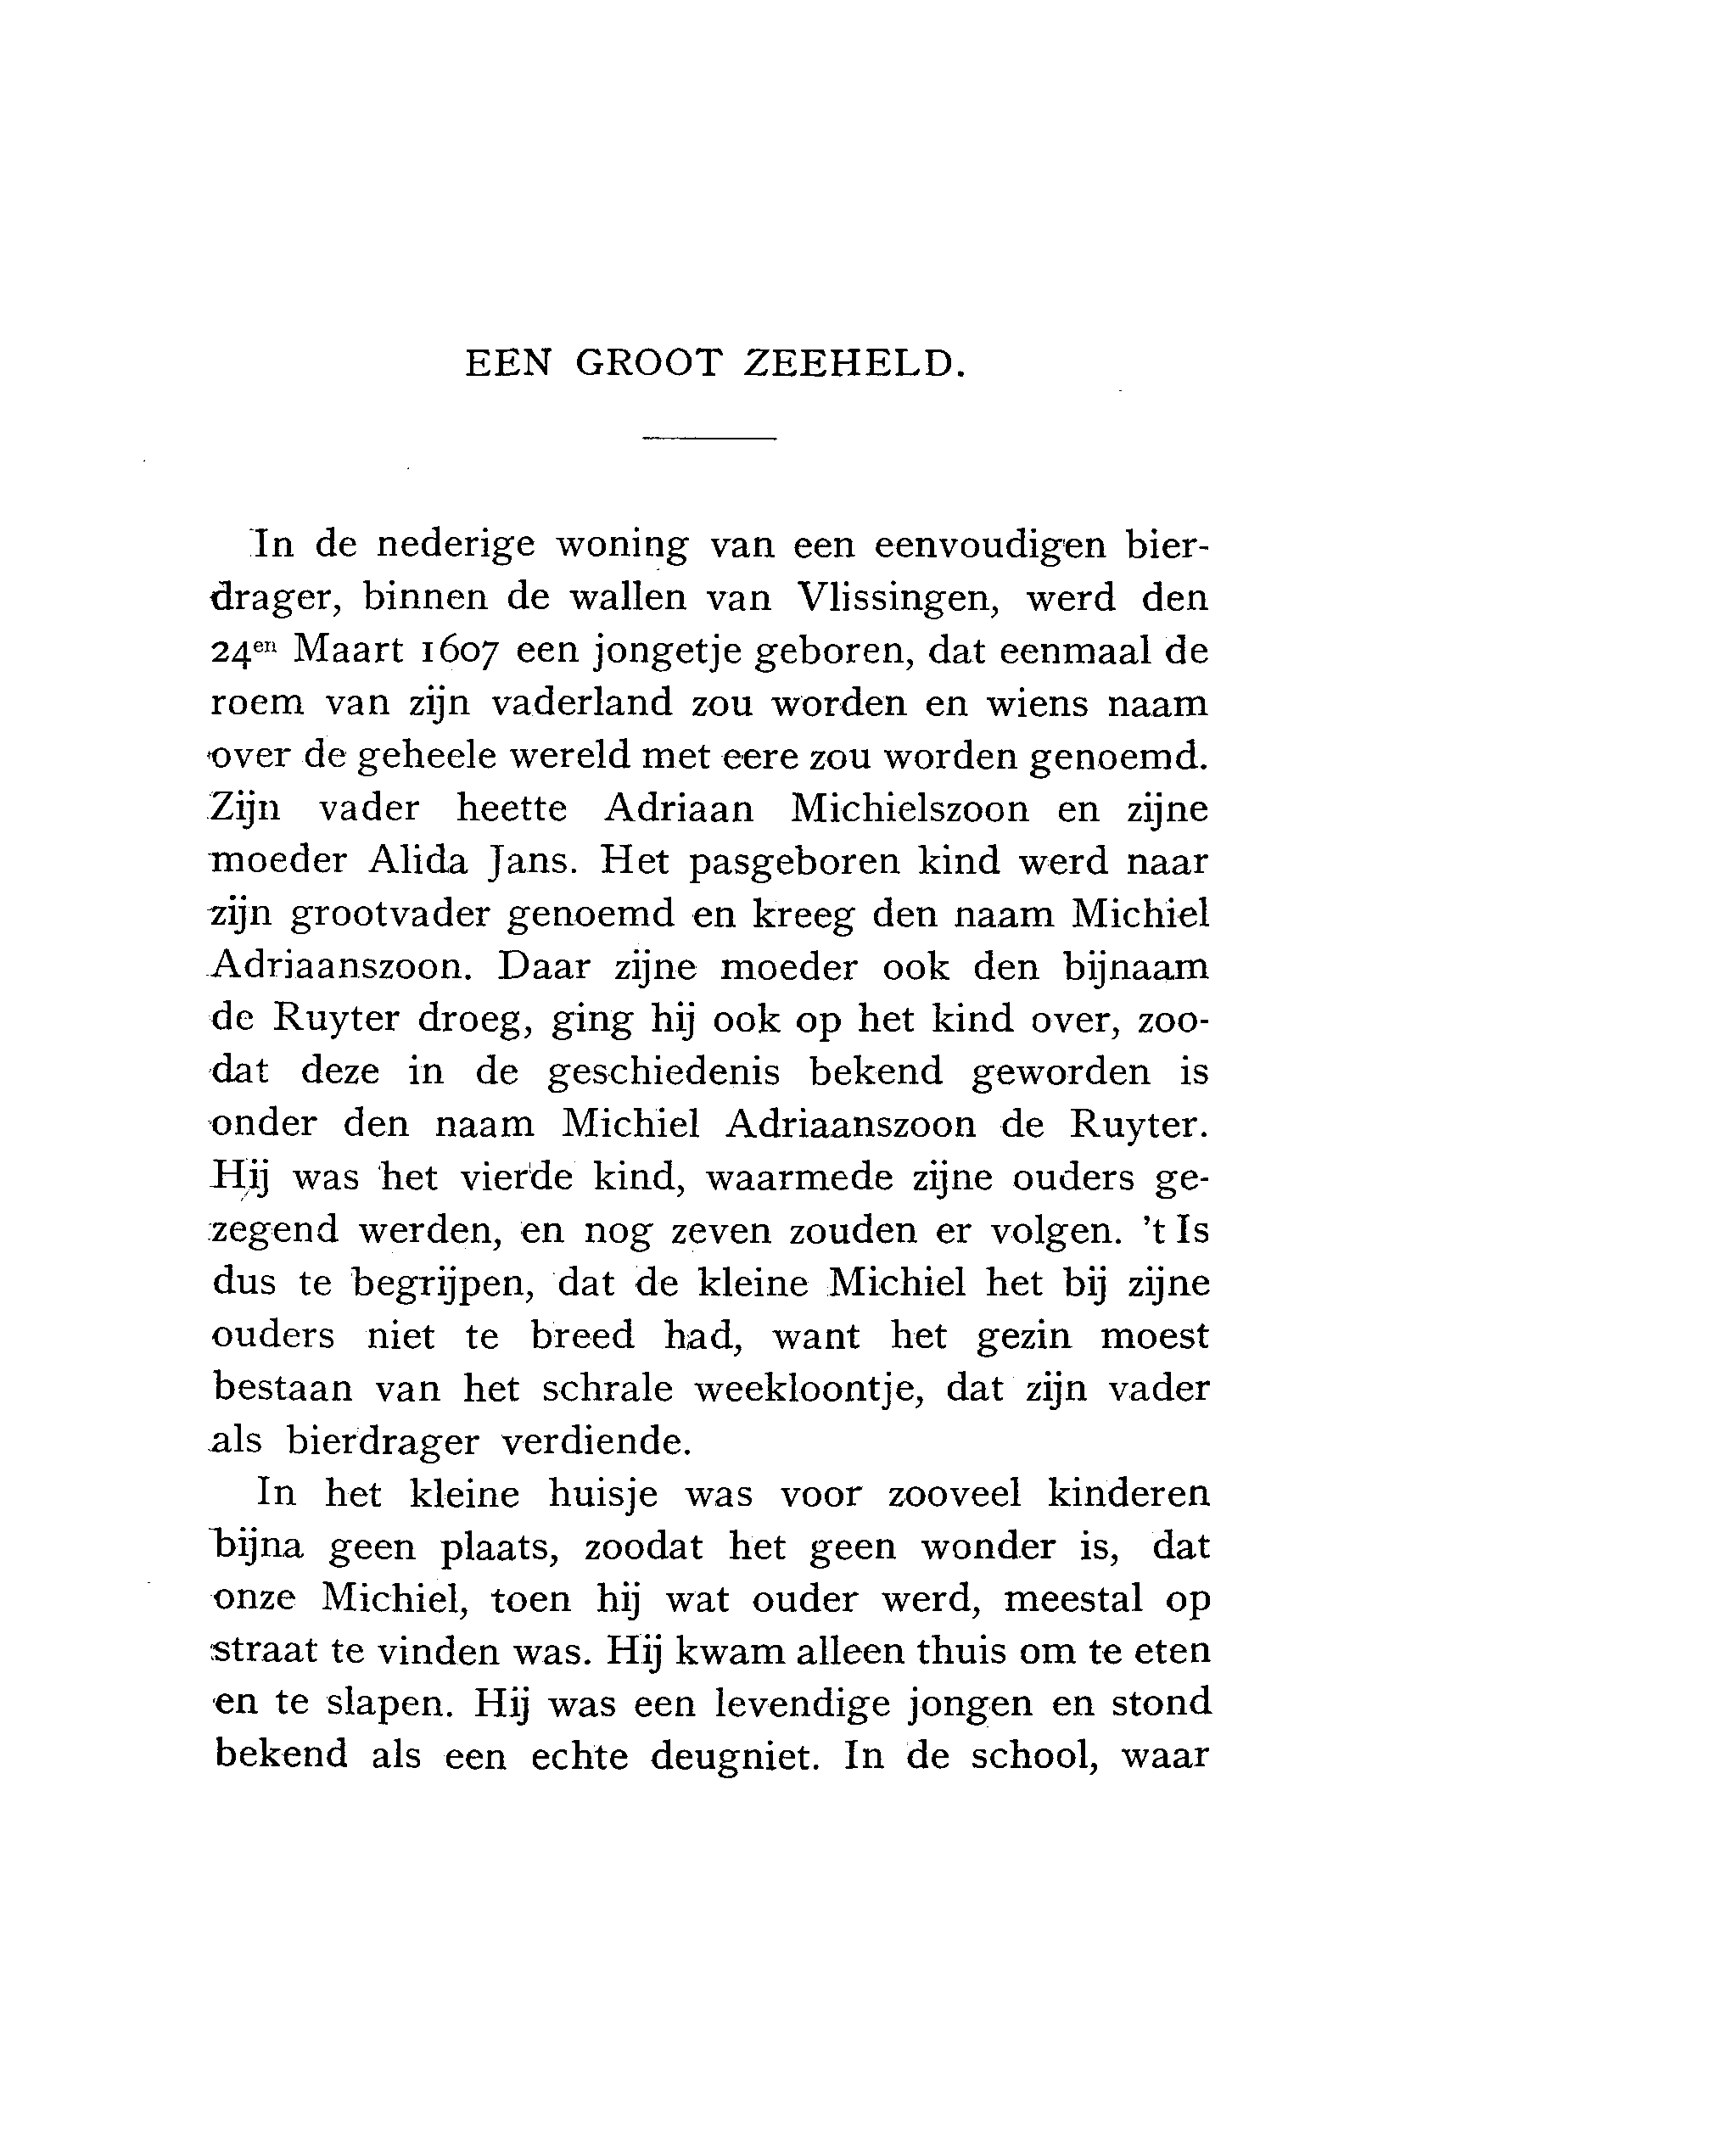 EEN GROOT ZEEHELD.
In de nederige woning van een eenvoudigen bier-
drager, binnen de wallen van Vlissingen, werd den
24en Maart 1607 een jongetje geboren, dat eenmaal de
roem van zijn vaderland zou worden en wiens naam
over de geheele wereld met eere zou worden genoemd.
Zijn vader heette Adriaan Michielszoon en zijne
moeder Alida Jans. Het pasgeboren kind werd naar
zijn grootvader genoemd en kreeg den naam Michiel
Adriaanszoon. Daar zijne moeder ook den bijnaam
de Ruyter droeg, ging hij ook op het kind over, zoo-
dat deze in de geschiedenis bekend geworden is
onder den naam Michiel Adriaanszoon de Ruyter.
Hij was het vierde kind, waarmede zijne ouders ge-
zegend werden, en nog zeven zouden er volgen. 't Is
dus te begrijpen, dat de kleine Michiel het bij zijne
ouders niet te breed had, want het gezin moest
bestaan van het schrale weekloontje, dat zijn vader
als bierdrager verdiende.
In het kleine huisje was voor zooveel kinderen
bijna geen plaats, zoodat het geen wonder is, dat
onze Michiel, toen hij wat ouder werd, meestal op
straat te vinden was. Hij kwam alleen thuis om te eten
en te slapen. Hij was een levendige jongen en stond
bekend als een echte deugniet. In de school, waar